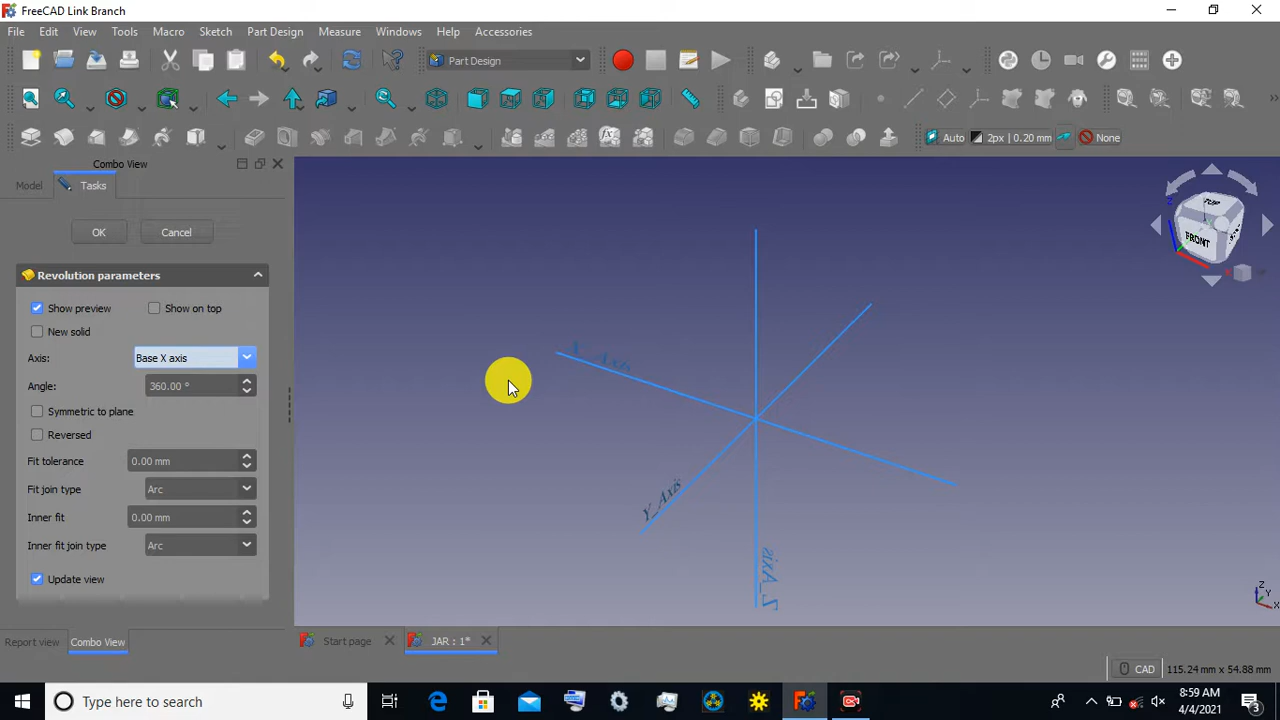 FreeCAD Link Branch
File Edit View Tools Macro Sketch Part Design Measure Windows Help Accessories
Part Design
Auto 2px | 0.20 mm None
Combo View
Model Tasks
OK Cancel
Revolution parameters
Show preview Show on top
New solid
Axis: Base X axis
Angle: 360.00 °
Symmetric to plane
Reversed
Fit tolerance 0.00 mm
Fit join type Arc
Inner fit 0.00 mm
Inner fit join type Arc
Update view
X_Axis
Y_Axis
Z_Axis
FRONT
Z
X
Z
Y
X
Report view Combo View
Start page JAR : 1*
CAD 115.24 mm x 54.88 mm
Type here to search
8:59 AM
4/4/2021
3